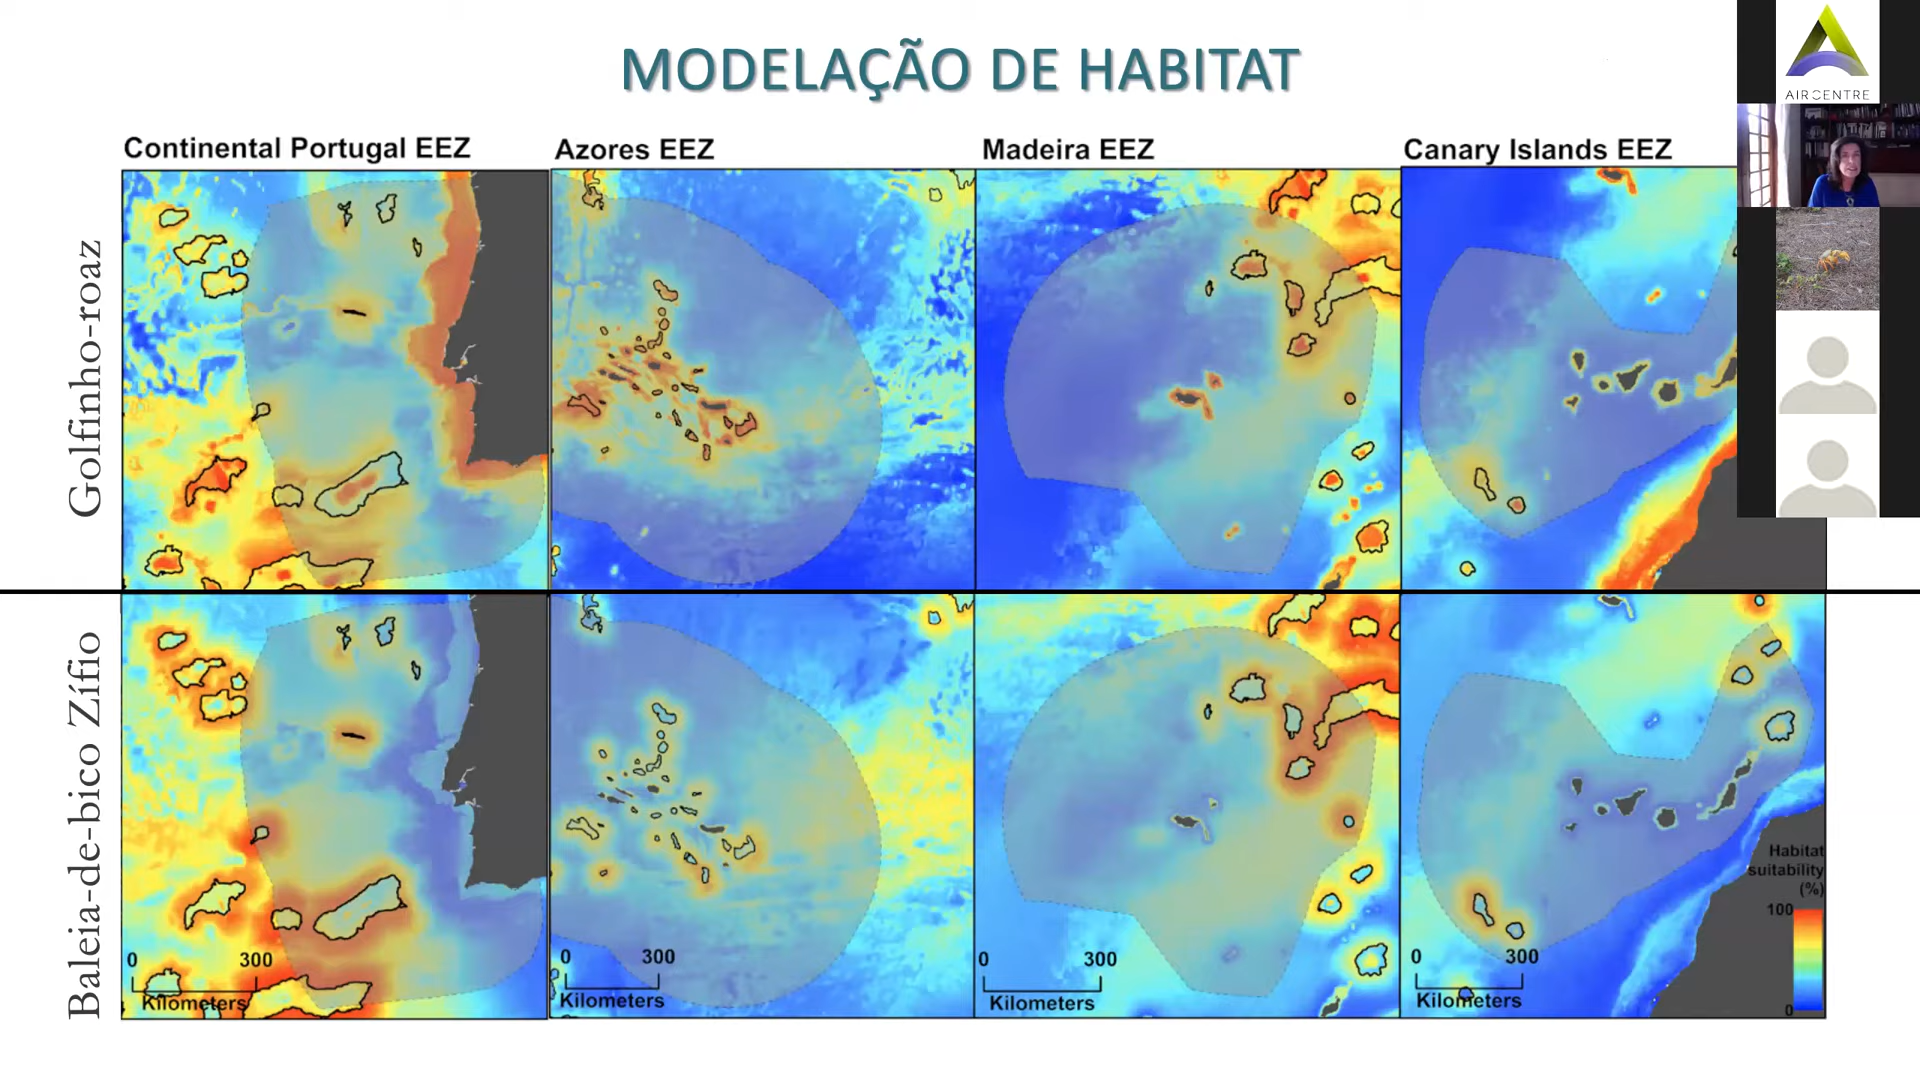 MODELAÇÃO DE HABITAT
AIRCENTRE
Continental Portugal EEZ
Azores EEZ
Madeira EEZ
Canary Islands EEZ
Golfinho-roaz
Baleia-de-bico Zífio
Habitat
suitability
(%)
100
0
0 300
Kilometers
0 300
Kilometers
0 300
Kilometers
0 300
Kilometers